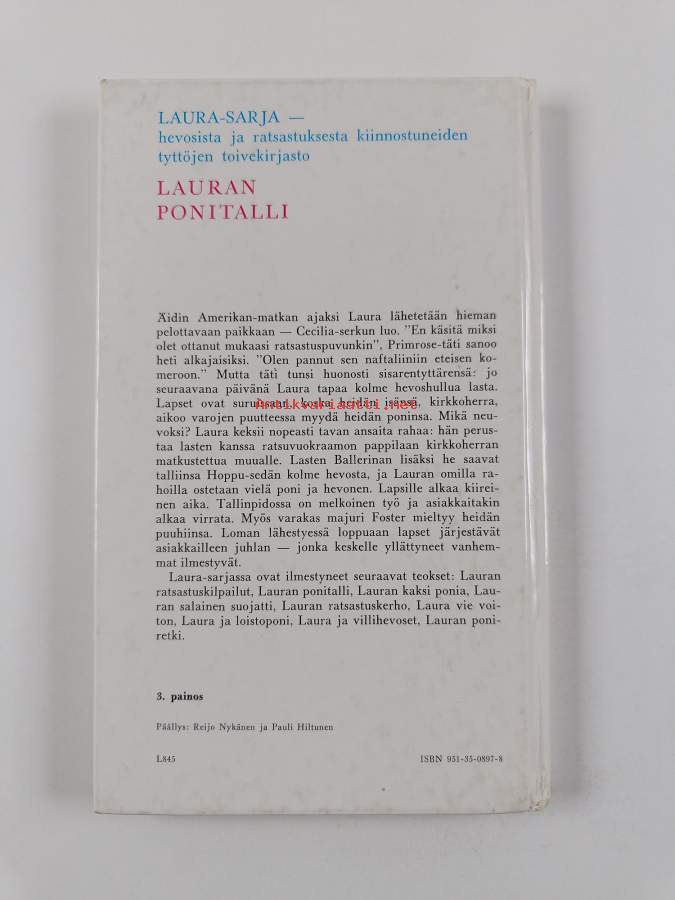 LAURA-SARJA —
hevosista ja ratsastuksesta kiinnostuneiden
tyttöjen toivekirjasto
LAURAN
PONITALLI
Äidin Amerikan-matkan ajaksi Laura lähetetään hieman
pelottavaan paikkaan — Cecilia-serkun luo. "En käsitä miksi
olet ottanut mukaasi ratsastuspuvunkin", Primrose-täti sanoo
heti alkajaisiksi. "Olen pannut sen naftaliiniin eteisen ko-
meroon." Mutta täti tunsi huonosti sisarentyttärensä: jo
seuraavana päivänä Laura tapaa kolme hevoshullua lasta.
Lapset ovat suruissaan, koska heidän isänsä, kirkkoherra,
Antikvariaatti.net
aikoo varojen puutteessa myydä heidän poninsa. Mikä neu-
voksi? Laura keksii nopeasti tavan ansaita rahaa: hän perus-
taa lasten kanssa ratsuvuokraamon pappilaan kirkkoherran
matkustettua muualle. Lasten Ballerinan lisäksi he saavat
talliinsa Hoppu-sedän kolme hevosta, ja Lauran omilla ra-
hoilla ostetaan vielä poni ja hevonen. Lapsille alkaa kiirei-
nen aika. Tallinpidossa on melkoinen työ ja asiakkaitakin
alkaa virrata. Myös varakas majuri Foster mieltyy heidän
puuhiinsa. Loman lähestyessä loppuaan lapset järjestävät
asiakkailleen juhlan — jonka keskelle yllättyneet vanhem-
mat ilmestyvät.
Laura-sarjassa ovat ilmestyneet seuraavat teokset: Lauran
ratsastuskilpailut, Lauran ponitalli, Lauran kaksi ponia, Lau-
ran salainen suojatti, Lauran ratsastuskerho, Laura vie voi-
ton, Laura ja loistoponi, Laura ja villihevoset, Lauran poni-
retki.
3. painos
Päällys: Reijo Nykänen ja Pauli Hiltunen
L845
ISBN 951-35-0897-8